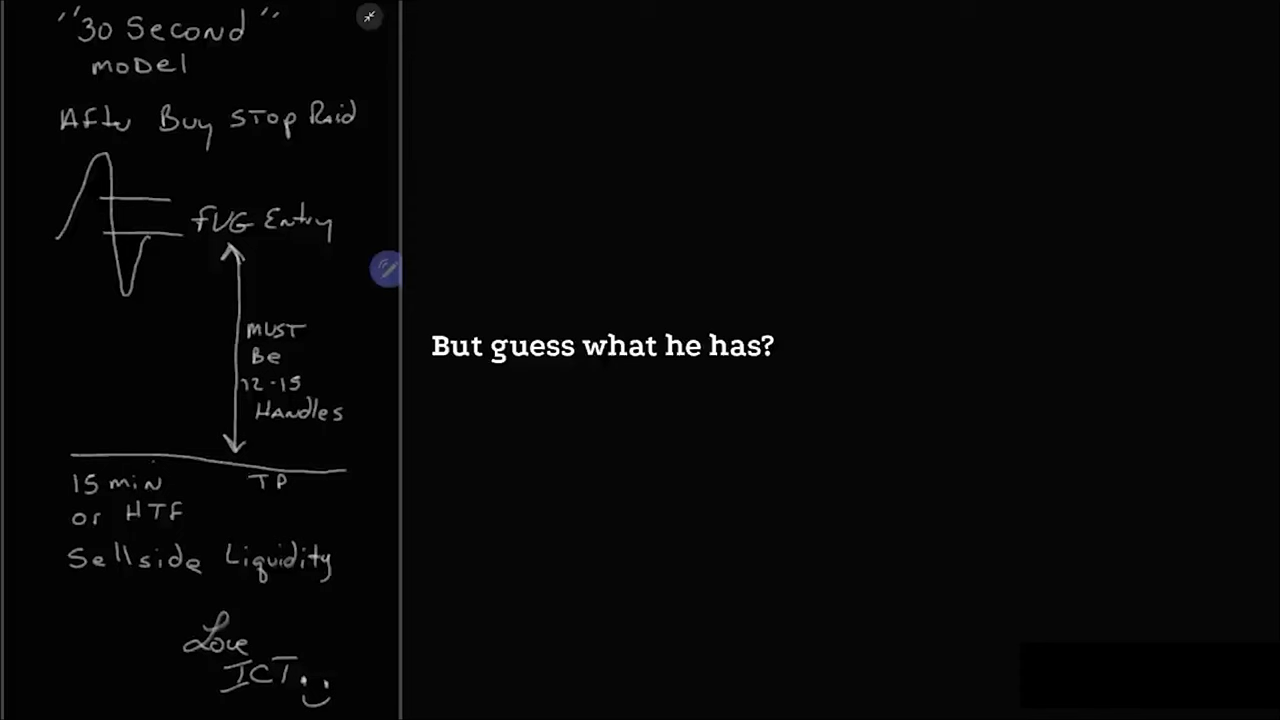 "30 Second"
moDel
After Buy STop Raid
FVG Entry
MUST
Be
12-15
HANdles
15 min
TP
or HTF
Sellside Liquidity
Love
ICT
But guess what he has?